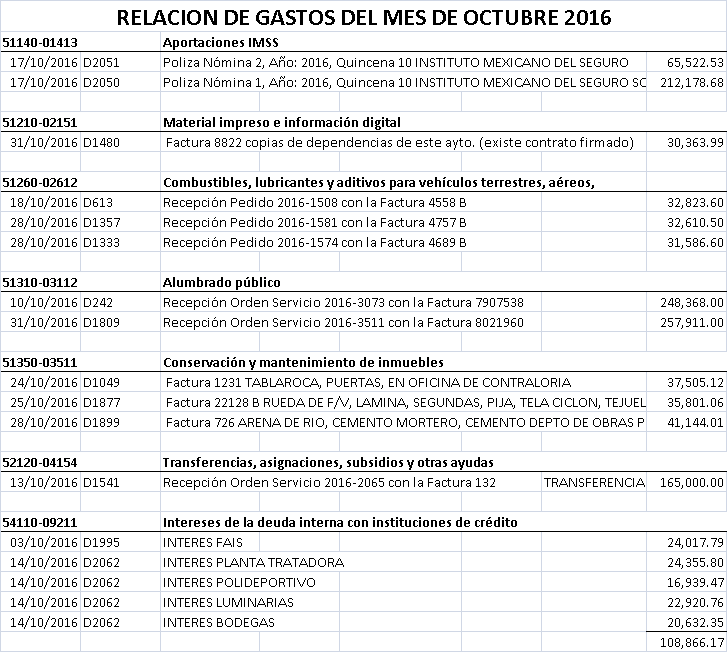 RELACION DE GASTOS DEL MES DE OCTUBRE 2016
51140-01413 Aportaciones IMSS
17/10/2016 D2051 Poliza Nómina 2, Año: 2016, Quincena 10 INSTITUTO MEXICANO DEL SEGURO 65,522.53
17/10/2016 D2050 Poliza Nómina 1, Año: 2016, Quincena 10 INSTITUTO MEXICANO DEL SEGURO SO 212,178.68
51210-02151 Material impreso e información digital
31/10/2016 D1480 Factura 8822 copias de dependencias de este ayto. (existe contrato firmado) 30,363.99
51260-02612 Combustibles, lubricantes y aditivos para vehículos terrestres, aéreos,
18/10/2016 D613 Recepción Pedido 2016-1508 con la Factura 4558 B 32,823.60
28/10/2016 D1357 Recepción Pedido 2016-1581 con la Factura 4757 B 32,610.50
28/10/2016 D1333 Recepción Pedido 2016-1574 con la Factura 4689 B 31,586.60
51310-03112 Alumbrado público
10/10/2016 D242 Recepción Orden Servicio 2016-3073 con la Factura 7907538 248,368.00
31/10/2016 D1809 Recepción Orden Servicio 2016-3511 con la Factura 8021960 257,911.00
51350-03511 Conservación y mantenimiento de inmuebles
24/10/2016 D1049 Factura 1231 TABLAROCA, PUERTAS, EN OFICINA DE CONTRALORIA 37,505.12
25/10/2016 D1877 Factura 22128 B RUEDA DE F/V, LAMINA, SEGUNDAS, PIJA, TELA CICLON, TEJUEL 35,801.06
28/10/2016 D1899 Factura 726 ARENA DE RIO, CEMENTO MORTERO, CEMENTO DEPTO DE OBRAS P 41,144.01
52120-04154 Transferencias, asignaciones, subsidios y otras ayudas
13/10/2016 D1541 Recepción Orden Servicio 2016-2065 con la Factura 132 TRANSFERENCIA 165,000.00
54110-09211 Intereses de la deuda interna con instituciones de crédito
03/10/2016 D1995 INTERES FAIS 24,017.79
14/10/2016 D2062 INTERES PLANTA TRATADORA 24,355.80
14/10/2016 D2062 INTERES POLIDEPORTIVO 16,939.47
14/10/2016 D2062 INTERES LUMINARIAS 22,920.76
14/10/2016 D2062 INTERES BODEGAS 20,632.35
108,866.17